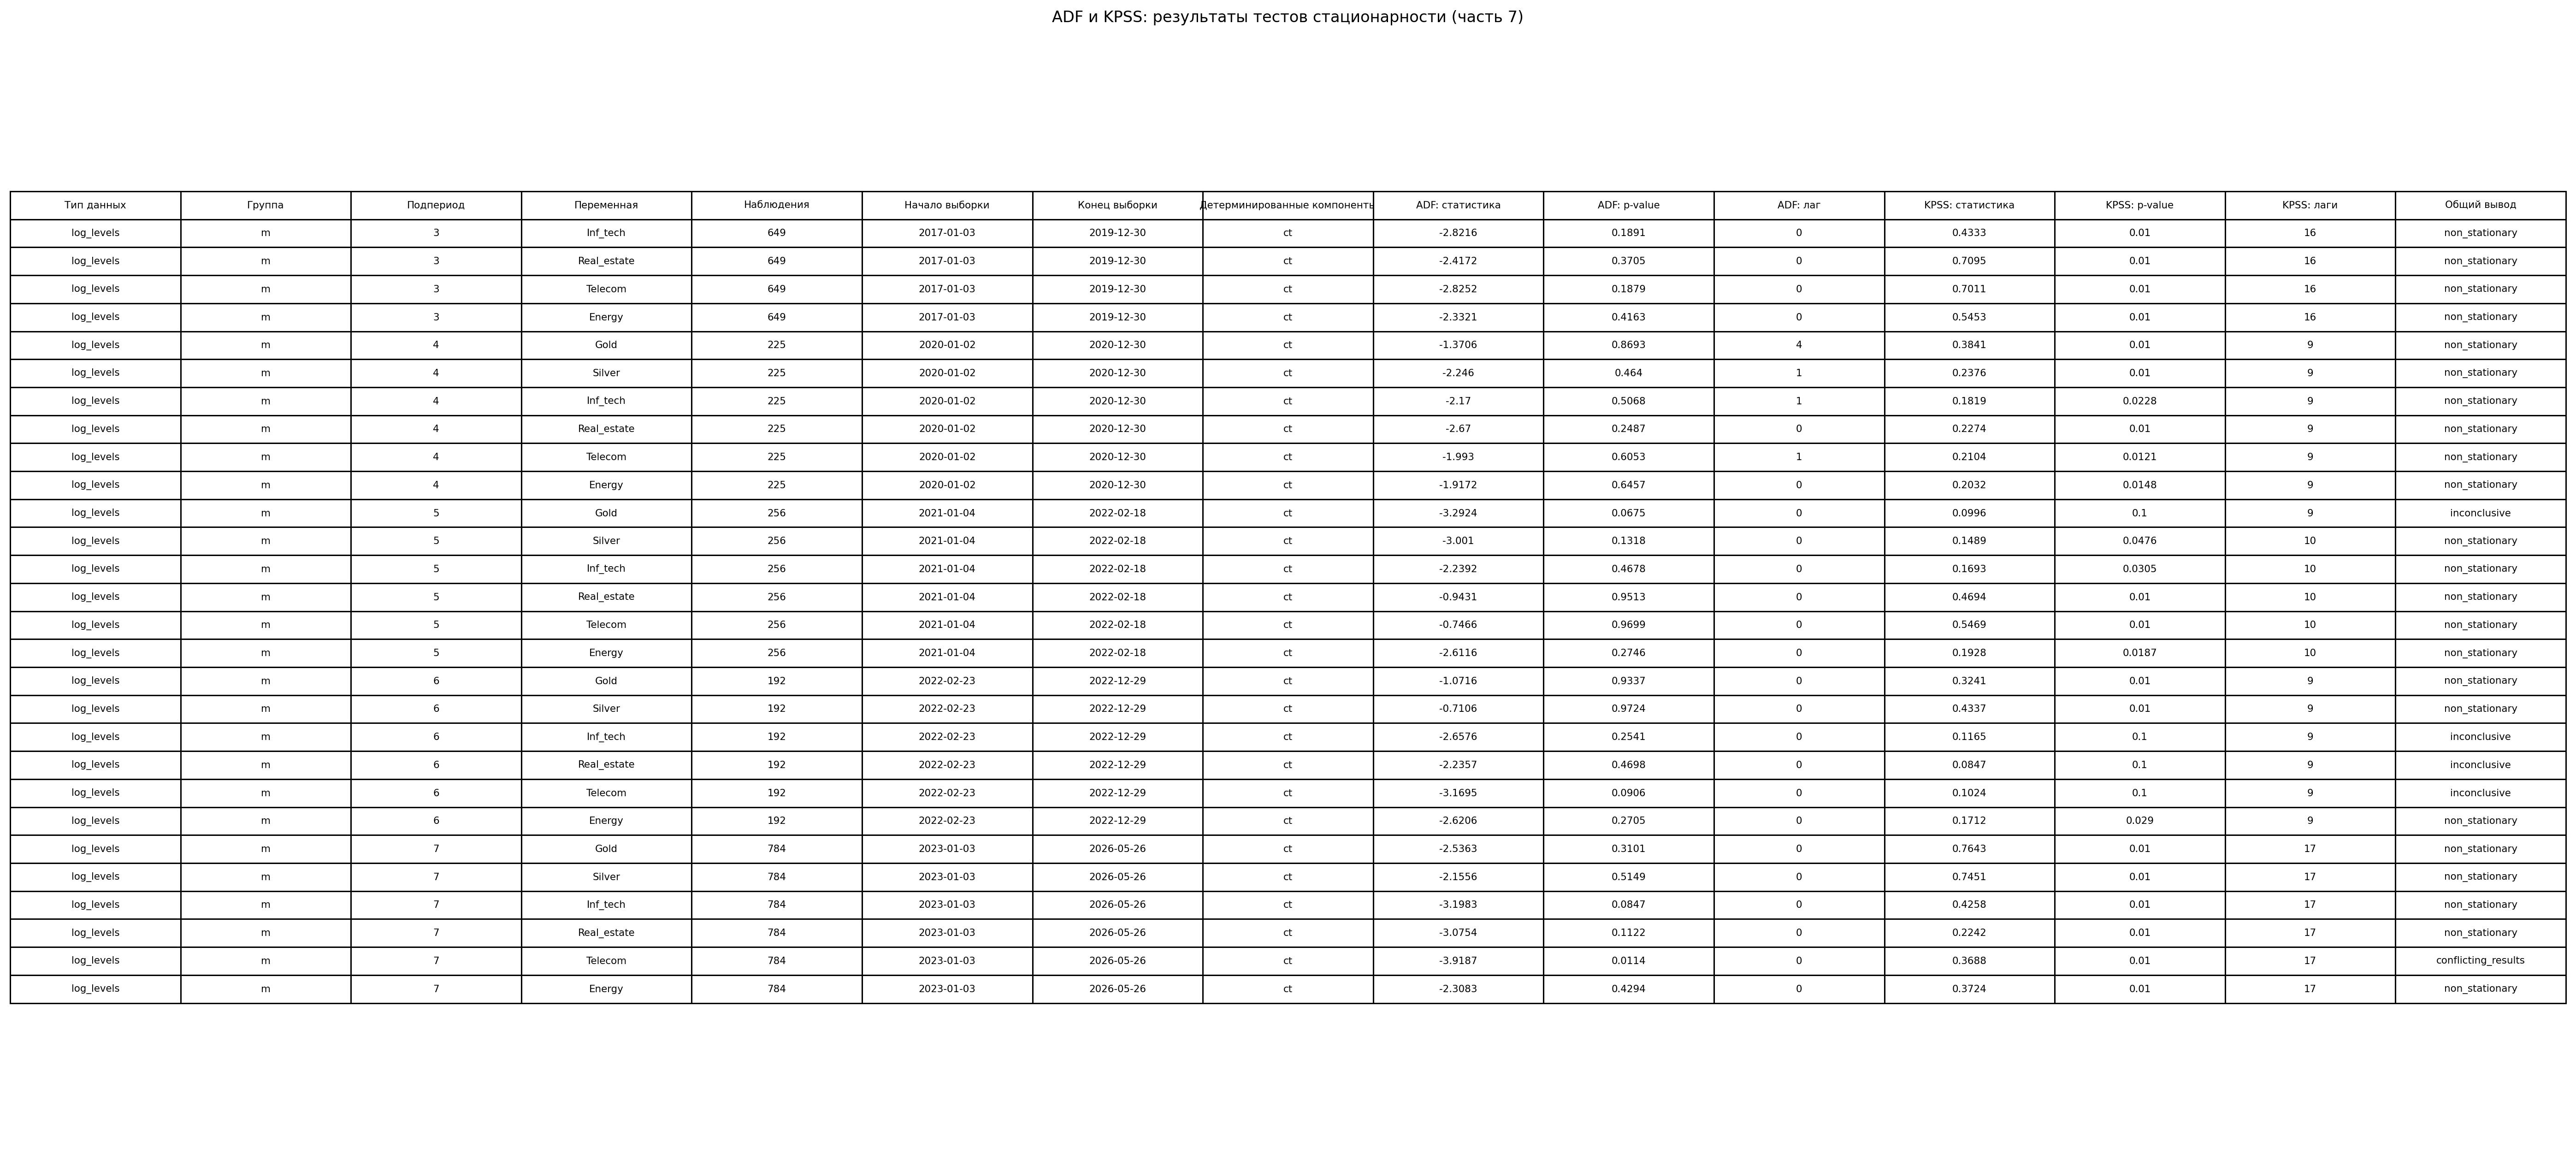 ADF и KPSS: результаты тестов стационарности (часть 7)
Тип данных Группа Подпериод Переменная Наблюдения Начало выборки Конец выборки Детерминированные компоненты ADF: статистика ADF: p-value ADF: лаг KPSS: статистика KPSS: p-value KPSS: лаги Общий вывод
log_levels m 3 Inf_tech 649 2017-01-03 2019-12-30 ct -2.8216 0.1891 0 0.4333 0.01 16 non_stationary
log_levels m 3 Real_estate 649 2017-01-03 2019-12-30 ct -2.4172 0.3705 0 0.7095 0.01 16 non_stationary
log_levels m 3 Telecom 649 2017-01-03 2019-12-30 ct -2.8252 0.1879 0 0.7011 0.01 16 non_stationary
log_levels m 3 Energy 649 2017-01-03 2019-12-30 ct -2.3321 0.4163 0 0.5453 0.01 16 non_stationary
log_levels m 4 Gold 225 2020-01-02 2020-12-30 ct -1.3706 0.8693 4 0.3841 0.01 9 non_stationary
log_levels m 4 Silver 225 2020-01-02 2020-12-30 ct -2.246 0.464 1 0.2376 0.01 9 non_stationary
log_levels m 4 Inf_tech 225 2020-01-02 2020-12-30 ct -2.17 0.5068 1 0.1819 0.0228 9 non_stationary
log_levels m 4 Real_estate 225 2020-01-02 2020-12-30 ct -2.67 0.2487 0 0.2274 0.01 9 non_stationary
log_levels m 4 Telecom 225 2020-01-02 2020-12-30 ct -1.993 0.6053 1 0.2104 0.0121 9 non_stationary
log_levels m 4 Energy 225 2020-01-02 2020-12-30 ct -1.9172 0.6457 0 0.2032 0.0148 9 non_stationary
log_levels m 5 Gold 256 2021-01-04 2022-02-18 ct -3.2924 0.0675 0 0.0996 0.1 9 inconclusive
log_levels m 5 Silver 256 2021-01-04 2022-02-18 ct -3.001 0.1318 0 0.1489 0.0476 10 non_stationary
log_levels m 5 Inf_tech 256 2021-01-04 2022-02-18 ct -2.2392 0.4678 0 0.1693 0.0305 10 non_stationary
log_levels m 5 Real_estate 256 2021-01-04 2022-02-18 ct -0.9431 0.9513 0 0.4694 0.01 10 non_stationary
log_levels m 5 Telecom 256 2021-01-04 2022-02-18 ct -0.7466 0.9699 0 0.5469 0.01 10 non_stationary
log_levels m 5 Energy 256 2021-01-04 2022-02-18 ct -2.6116 0.2746 0 0.1928 0.0187 10 non_stationary
log_levels m 6 Gold 192 2022-02-23 2022-12-29 ct -1.0716 0.9337 0 0.3241 0.01 9 non_stationary
log_levels m 6 Silver 192 2022-02-23 2022-12-29 ct -0.7106 0.9724 0 0.4337 0.01 9 non_stationary
log_levels m 6 Inf_tech 192 2022-02-23 2022-12-29 ct -2.6576 0.2541 0 0.1165 0.1 9 inconclusive
log_levels m 6 Real_estate 192 2022-02-23 2022-12-29 ct -2.2357 0.4698 0 0.0847 0.1 9 inconclusive
log_levels m 6 Telecom 192 2022-02-23 2022-12-29 ct -3.1695 0.0906 0 0.1024 0.1 9 inconclusive
log_levels m 6 Energy 192 2022-02-23 2022-12-29 ct -2.6206 0.2705 0 0.1712 0.029 9 non_stationary
log_levels m 7 Gold 784 2023-01-03 2026-05-26 ct -2.5363 0.3101 0 0.7643 0.01 17 non_stationary
log_levels m 7 Silver 784 2023-01-03 2026-05-26 ct -2.1556 0.5149 0 0.7451 0.01 17 non_stationary
log_levels m 7 Inf_tech 784 2023-01-03 2026-05-26 ct -3.1983 0.0847 0 0.4258 0.01 17 non_stationary
log_levels m 7 Real_estate 784 2023-01-03 2026-05-26 ct -3.0754 0.1122 0 0.2242 0.01 17 non_stationary
log_levels m 7 Telecom 784 2023-01-03 2026-05-26 ct -3.9187 0.0114 0 0.3688 0.01 17 conflicting_results
log_levels m 7 Energy 784 2023-01-03 2026-05-26 ct -2.3083 0.4294 0 0.3724 0.01 17 non_stationary